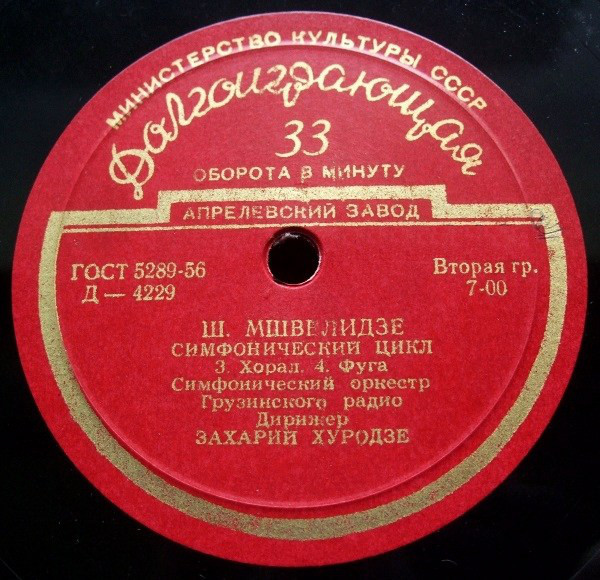 МИНИСТЕРСТВО КУЛЬТУРЫ СССР
Долгоиграющая
33
ОБОРОТА В МИНУТУ
АПРЕЛЕВСКИЙ ЗАВОД
ГОСТ 5289-56
Д — 4229
Вторая гр.
7-00
Ш. МШВЕЛИДЗЕ
СИМФОНИЧЕСКИЙ ЦИКЛ
3. Хорал. 4. Фуга
Симфонический оркестр
Грузинского радио
Дирижер
ЗАХАРИЙ ХУРОДЗЕ